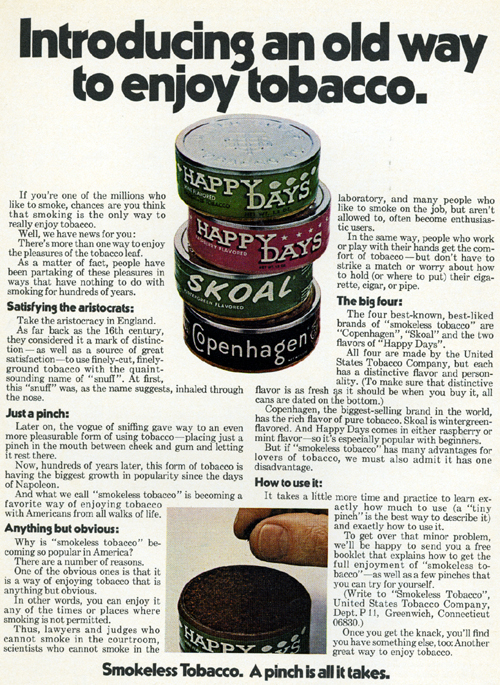 Introducing an old way
to enjoy tobacco.
HAPPY
DAYS
HAPPY
DAYS
SKOAL
WINTERGREEN FLAVORED
Copenhagen
If you're one of the millions who
like to smoke, chances are you think
that smoking is the only way to
really enjoy tobacco.
Well, we have news for you:
There's more than one way to enjoy
the pleasures of the tobacco leaf.
As a matter of fact, people have
been partaking of these pleasures in
ways that have nothing to do with
smoking for hundreds of years.
Satisfying the aristocrats:
Take the aristocracy in England.
As far back as the 16th century,
they considered it a mark of distinc-
tion—as well as a source of great
satisfaction—to use finely-cut, finely-
ground tobacco with the quaint-
sounding name of "snuff". At first,
this "snuff" was, as the name suggests, inhaled through
the nose.
Just a pinch:
Later on, the vogue of sniffing gave way to an even
more pleasurable form of using tobacco—placing just a
pinch in the mouth between cheek and gum and letting
it rest there.
Now, hundreds of years later, this form of tobacco is
having the biggest growth in popularity since the days
of Napoleon.
And what we call "smokeless tobacco" is becoming a
favorite way of enjoying tobacco
with Americans from all walks of life.
Anything but obvious:
Why is "smokeless tobacco" be-
coming so popular in America?
There are a number of reasons.
One of the obvious ones is that it
is a way of enjoying tobacco that is
anything but obvious.
In other words, you can enjoy it
any of the times or places where
smoking is not permitted.
Thus, lawyers and judges who
cannot smoke in the courtroom,
scientists who cannot smoke in the
laboratory, and many people who
like to smoke on the job, but aren't
allowed to, often become enthusias-
tic users.
In the same way, people who work
or play with their hands get the com-
fort of tobacco—but don't have to
strike a match or worry about how
to hold (or where to put) their ciga-
rette, cigar, or pipe.
The big four:
The four best-known, best-liked
brands of "smokeless tobacco" are
"Copenhagen", "Skoal" and the two
flavors of "Happy Days".
All four are made by the United
States Tobacco Company, but each
has a distinctive flavor and person-
ality. (To make sure that distinctive
flavor is as fresh as it should be when you buy it, all
cans are dated on the bottom.)
Copenhagen, the biggest-selling brand in the world,
has the rich flavor of pure tobacco. Skoal is wintergreen-
flavored. And Happy Days comes in either raspberry or
mint flavor—so it's especially popular with beginners.
But if "smokeless tobacco" has many advantages for
lovers of tobacco, we must also admit it has one
disadvantage.
How to use it:
It takes a little more time and practice to learn ex-
actly how much to use (a "tiny
pinch" is the best way to describe it)
and exactly how to use it.
To get over that minor problem,
we'll be happy to send you a free
booklet that explains how to get the
full enjoyment of "smokeless to-
bacco"—as well as a few pinches that
you can try for yourself.
(Write to "Smokeless Tobacco",
United States Tobacco Company,
Dept. P11, Greenwich, Connecticut
06830.)
Once you get the knack, you'll find
you have something else, too: Another
great way to enjoy tobacco.
HAPPY
DAYS
Smokeless Tobacco. A pinch is all it takes.